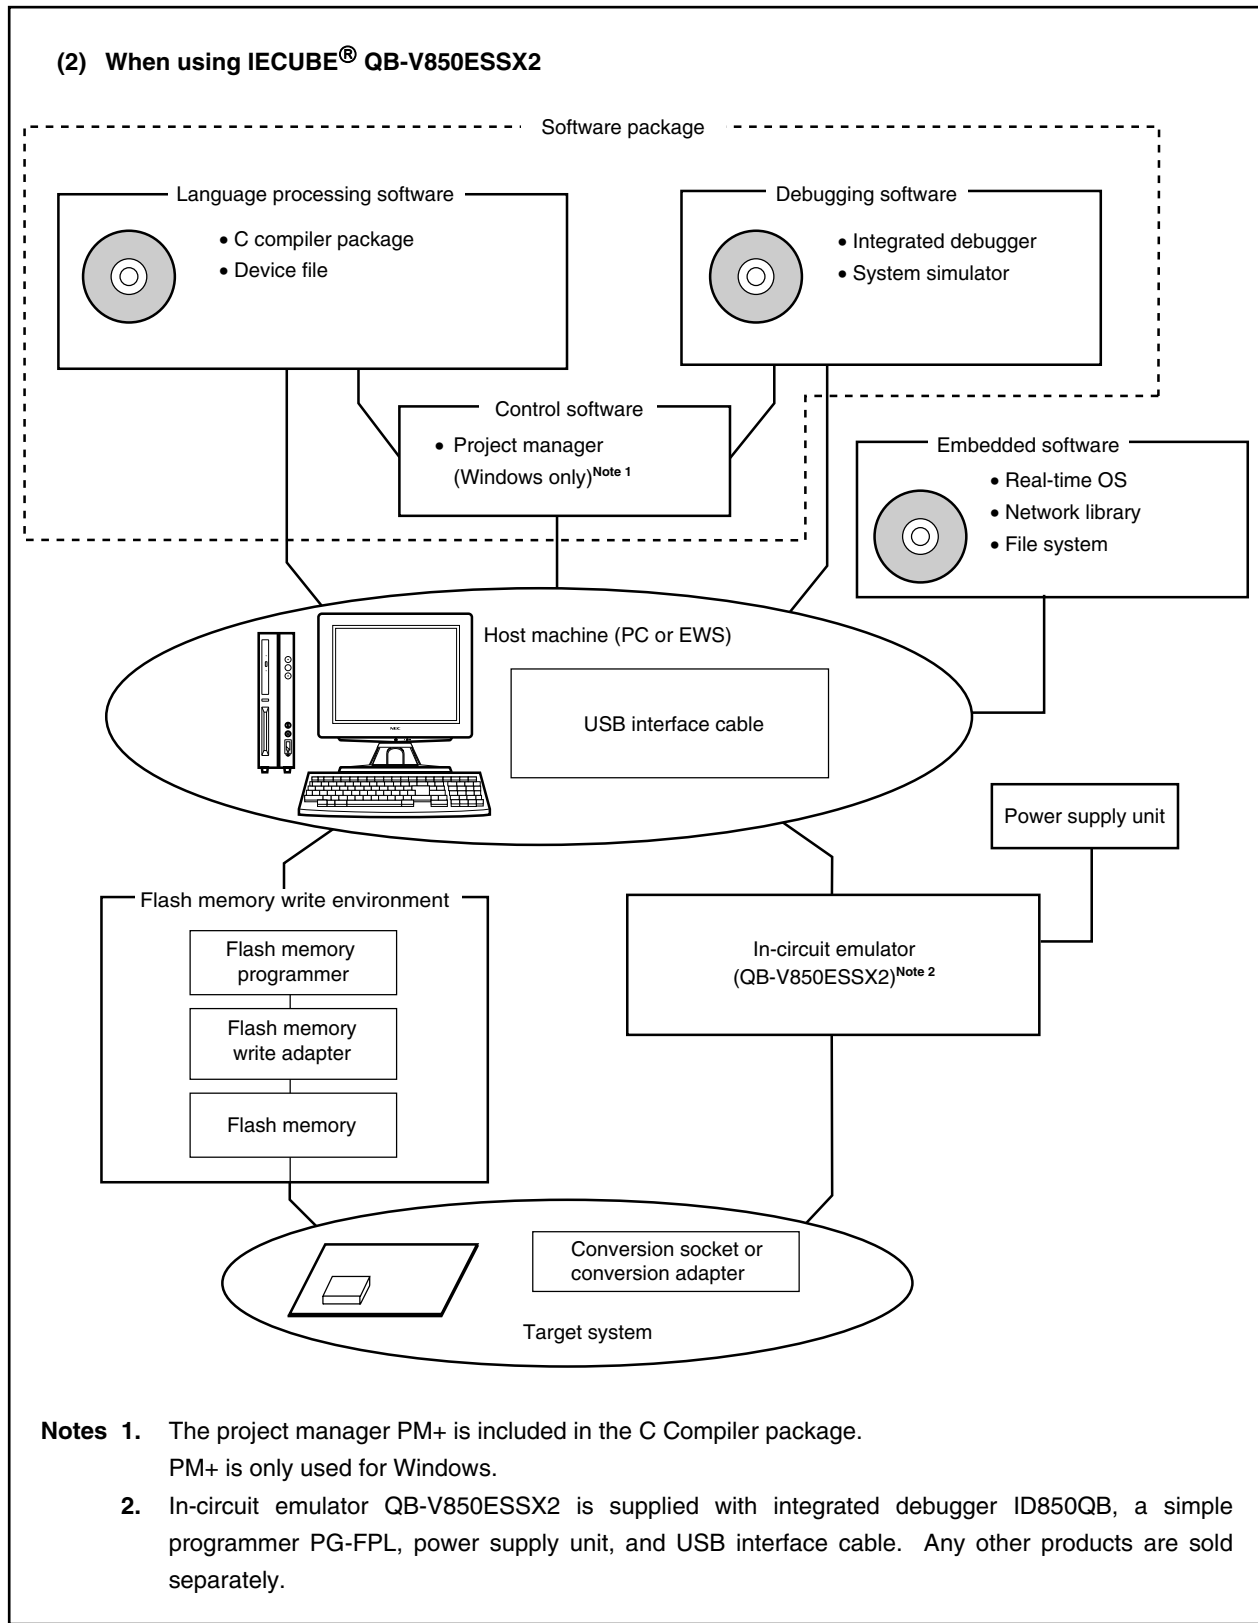 (2) When using IECUBE® QB-V850ESSX2
Software package
Language processing software
• C compiler package
• Device file
Debugging software
• Integrated debugger
• System simulator
Control software
• Project manager
(Windows only)Note 1
Embedded software
• Real-time OS
• Network library
• File system
Host machine (PC or EWS)
NEC
USB interface cable
Power supply unit
Flash memory write environment
Flash memory
programmer
Flash memory
write adapter
Flash memory
In-circuit emulator
(QB-V850ESSX2)Note 2
Conversion socket or
conversion adapter
Target system
Notes 1. The project manager PM+ is included in the C Compiler package.
PM+ is only used for Windows.
2. In-circuit emulator QB-V850ESSX2 is supplied with integrated debugger ID850QB, a simple
programmer PG-FPL, power supply unit, and USB interface cable. Any other products are sold
separately.